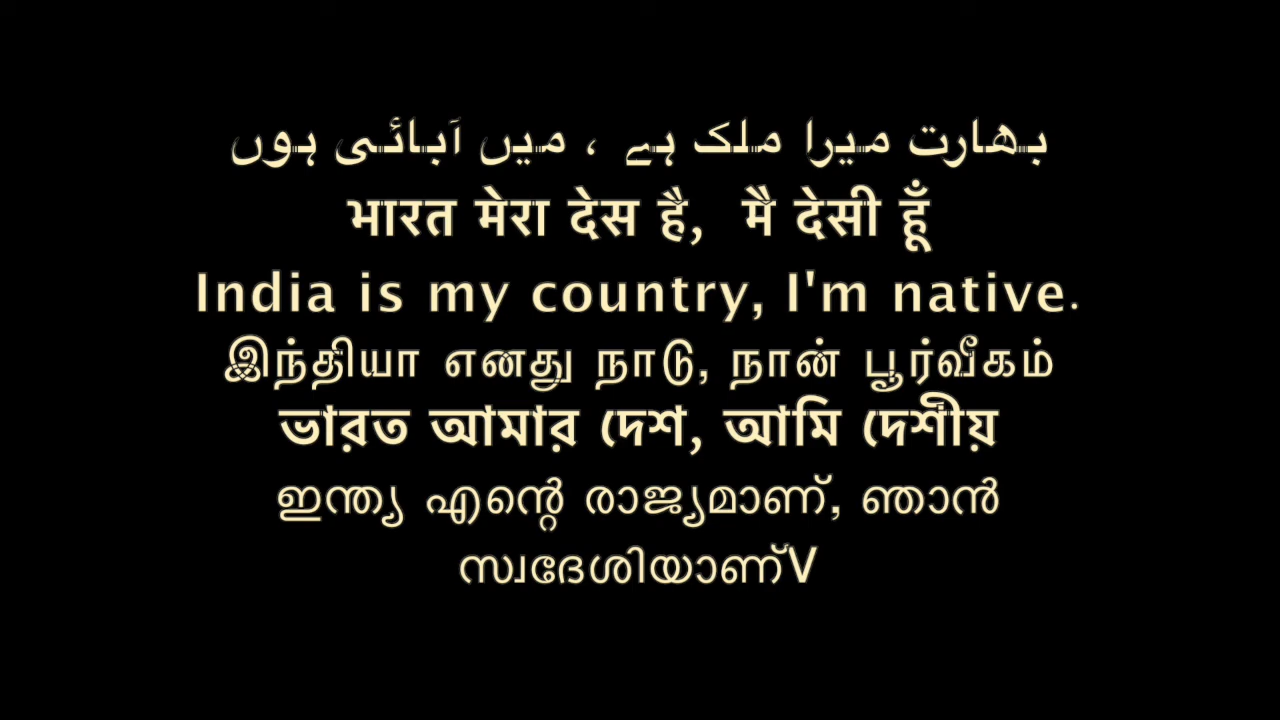 بھارت میرا ملک ہے ، میں آبائی ہوں
भारत मेरा देस है, मै देसी हूँ
India is my country, I'm native.
இந்தியா எனது நாடு, நான் பூர்வீகம்
ভারত আমার দেশ, আমি দেশীয়
ഇന്ത്യ എന്റെ രാജ്യമാണ്, ഞാൻ
സ്വദേശിയാണ്V